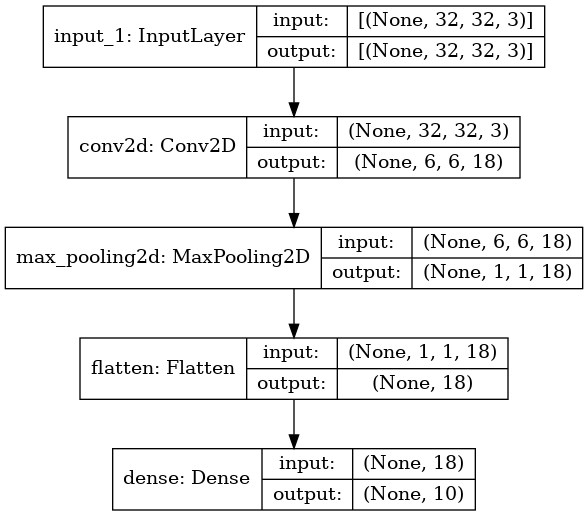 input_1: InputLayer
input: [(None, 32, 32, 3)]
output: [(None, 32, 32, 3)]
conv2d: Conv2D
input: (None, 32, 32, 3)
output: (None, 6, 6, 18)
max_pooling2d: MaxPooling2D
input: (None, 6, 6, 18)
output: (None, 1, 1, 18)
flatten: Flatten
input: (None, 1, 1, 18)
output: (None, 18)
dense: Dense
input: (None, 18)
output: (None, 10)